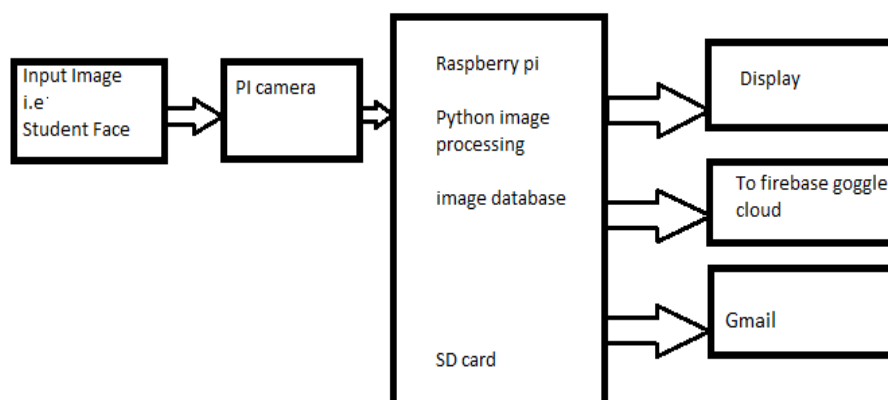 Input Image
i.e
Student Face
PI camera
Raspberry pi
Python image
processing
image database
SD card
Display
To firebase goggle
cloud
Gmail